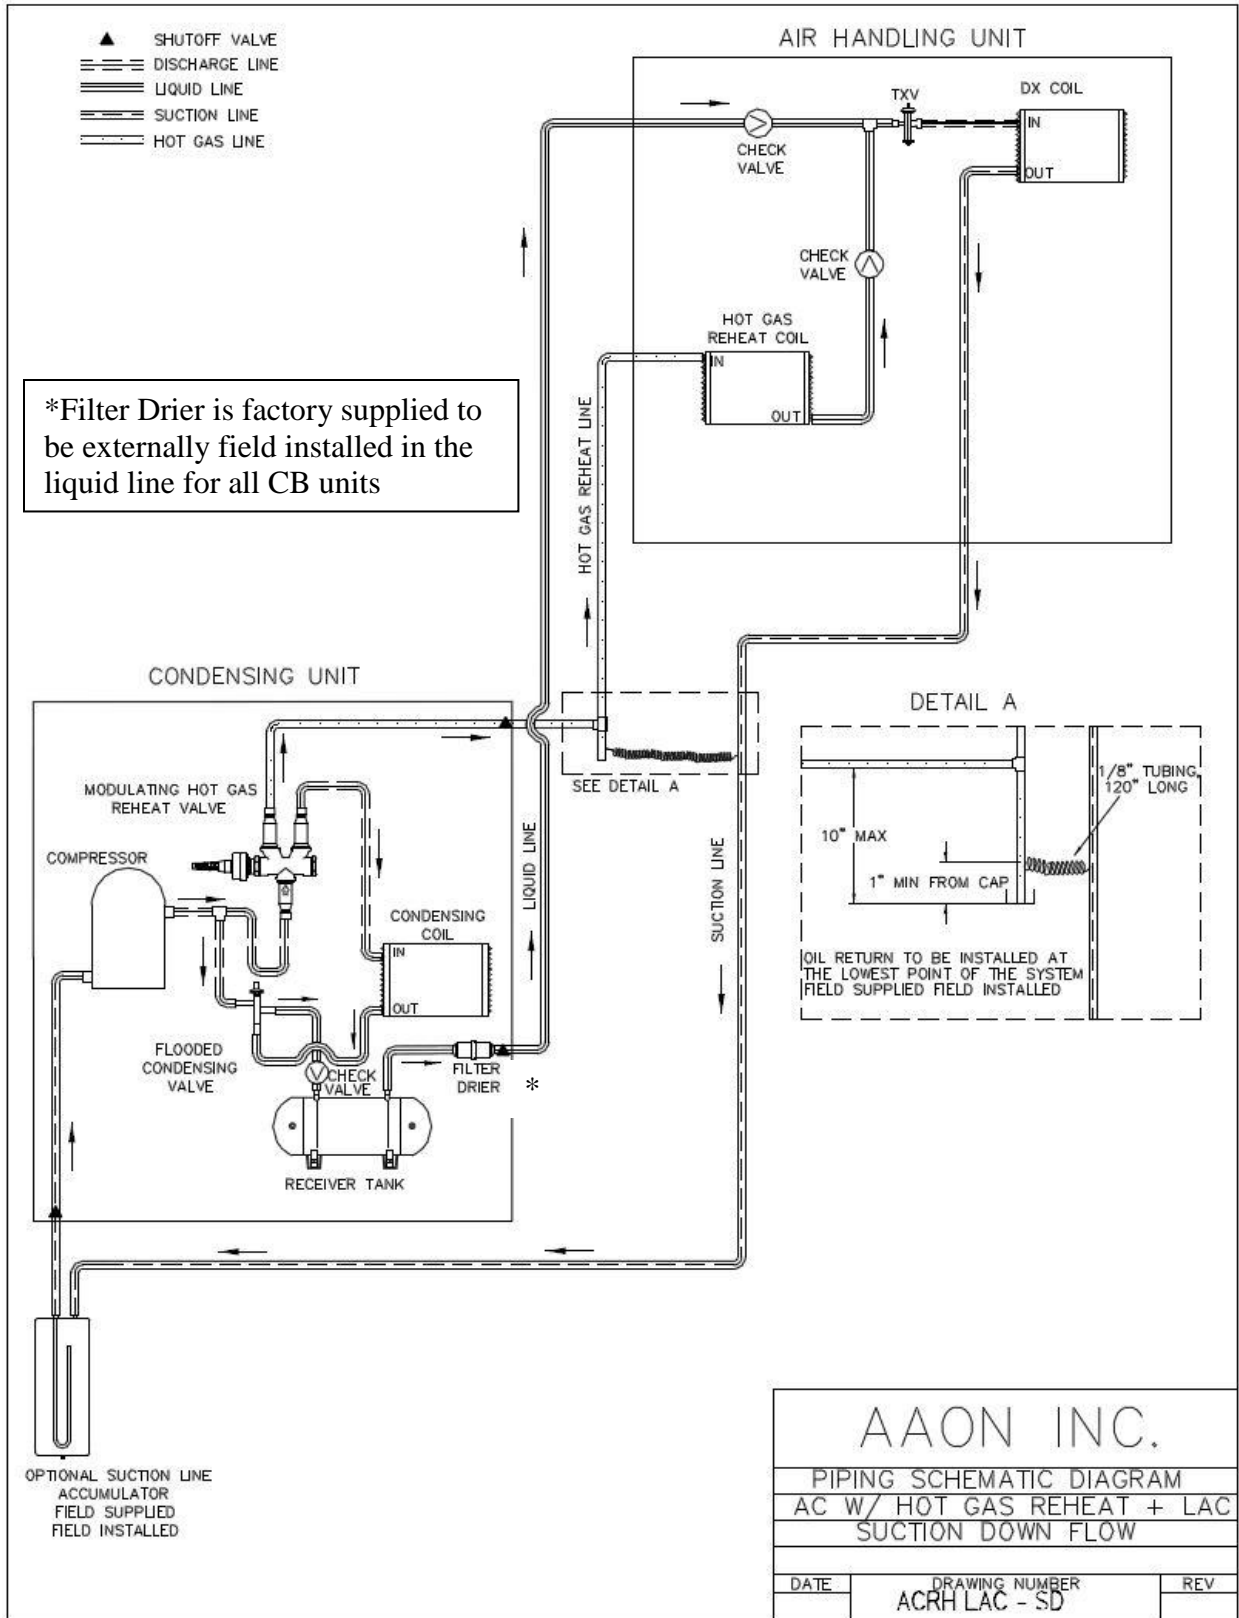 SHUTOFF VALVE
DISCHARGE LINE
LIQUID LINE
SUCTION LINE
HOT GAS LINE
AIR HANDLING UNIT
TXV
DX COIL
IN
OUT
CHECK
VALVE
CHECK
VALVE
HOT GAS
REHEAT COIL
IN
OUT
HOT GAS REHEAT LINE
*Filter Drier is factory supplied to
be externally field installed in the
liquid line for all CB units
CONDENSING UNIT
MODULATING HOT GAS
REHEAT VALVE
COMPRESSOR
CONDENSING
COIL
IN
OUT
FLOODED
CONDENSING
VALVE
CHECK
VALVE
FILTER
DRIER
*
RECEIVER TANK
LIQUID LINE
SEE DETAIL A
SUCTION LINE
DETAIL A
1/8" TUBING,
120" LONG
10" MAX
1" MIN FROM CAP
OIL RETURN TO BE INSTALLED AT
THE LOWEST POINT OF THE SYSTEM
FIELD SUPPLIED FIELD INSTALLED
OPTIONAL SUCTION LINE
ACCUMULATOR
FIELD SUPPLIED
FIELD INSTALLED
AAON INC.
PIPING SCHEMATIC DIAGRAM
AC W/ HOT GAS REHEAT + LAC
SUCTION DOWN FLOW
DATE
DRAWING NUMBER
REV
ACRH LAC - SD